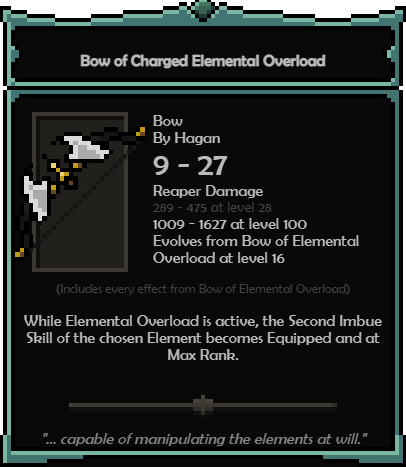 Bow of Charged Elemental Overload
Bow
By Hagan
9 - 27
Reaper Damage
289 - 475 at level 28
1009 - 1627 at level 100
Evolves from Bow of Elemental
Overload at level 16
(Includes every effect from Bow of Elemental Overload)
While Elemental Overload is active, the Second Imbue
Skill of the chosen Element becomes Equipped and at
Max Rank.
"... capable of manipulating the elements at will."